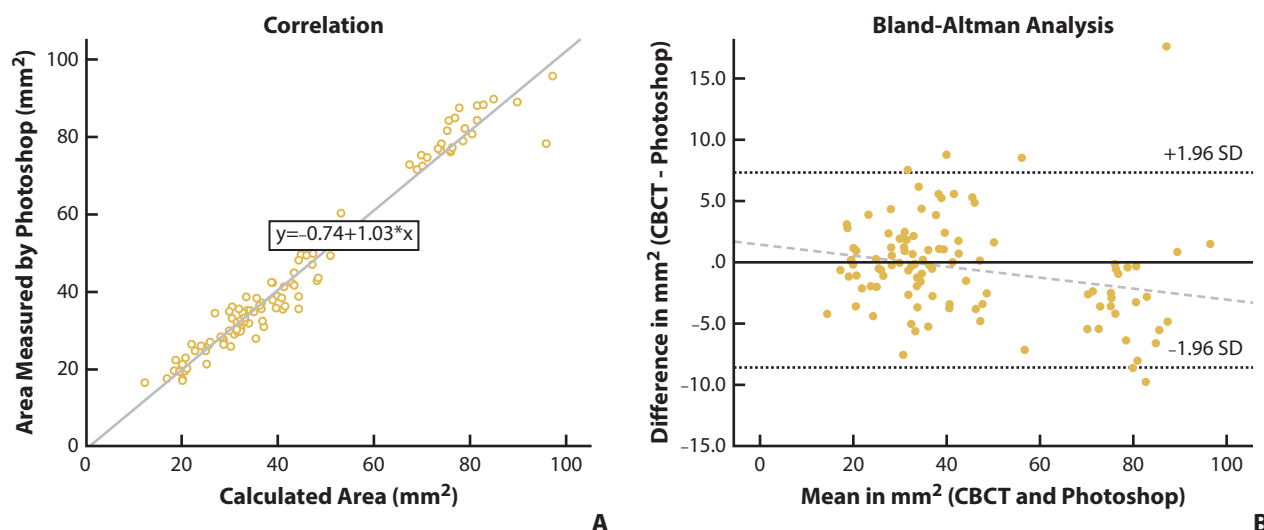 Correlation
Area Measured by Photoshop (mm²)
100
80
60
40
20
0
y=–0.74+1.03*x
0 20 40 60 80 100
Calculated Area (mm²)
A
Bland-Altman Analysis
Difference in mm² (CBCT - Photoshop)
15.0
10.0
5.0
.0
–5.0
–10.0
–15.0
+1.96 SD
–1.96 SD
0 20 40 60 80 100
Mean in mm² (CBCT and Photoshop)
B